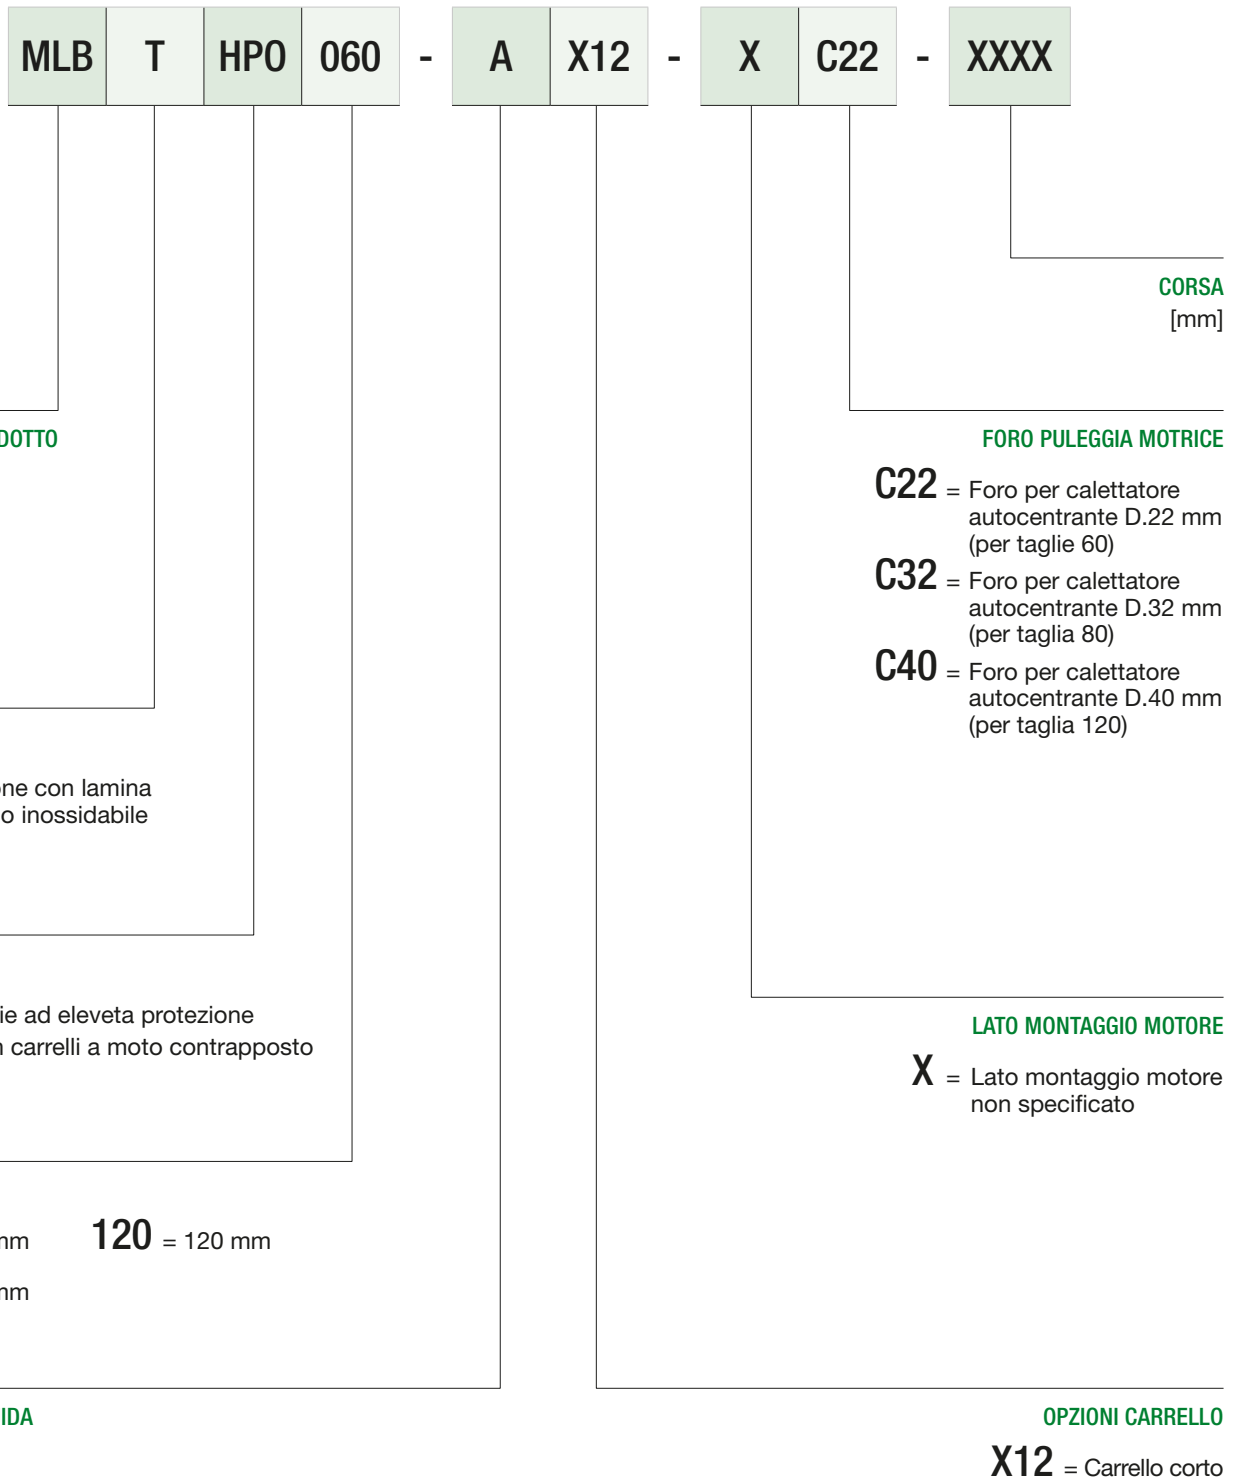 MLB T HPO 060 - A X12 - X C22 - XXXX
CORSA
[mm]
DOTTO
FORO PULEGGIA MOTRICE
C22 = Foro per calettatore
autocentrante D.22 mm
(per taglie 60)
C32 = Foro per calettatore
autocentrante D.32 mm
(per taglia 80)
C40 = Foro per calettatore
autocentrante D.40 mm
(per taglia 120)
one con lamina
o inossidabile
ie ad eleveta protezione
n carrelli a moto contrapposto
LATO MONTAGGIO MOTORE
X = Lato montaggio motore
non specificato
mm 120 = 120 mm
mm
IDA
OPZIONI CARRELLO
X12 = Carrello corto